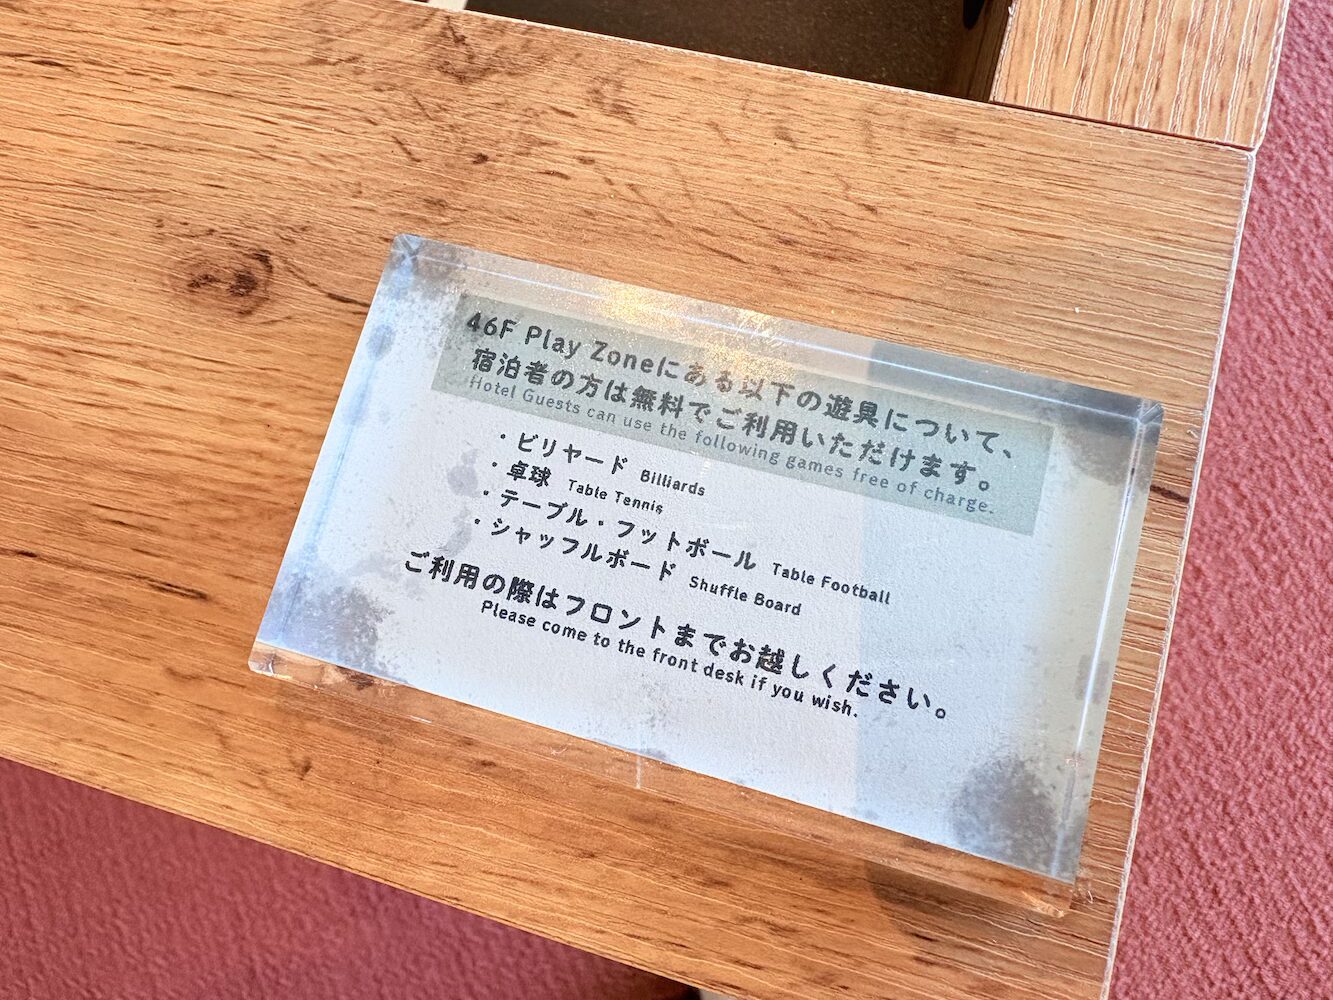 46F Play Zoneにある以下の遊具について、
宿泊者の方は無料でご利用いただけます。
Hotel Guests can use the following games free of charge.
・ビリヤード Billiards
・卓球 Table Tennis
・テーブル・フットボール Table Football
・シャッフルボード Shuffle Board
ご利用の際はフロントまでお越しください。
Please come to the front desk if you wish.